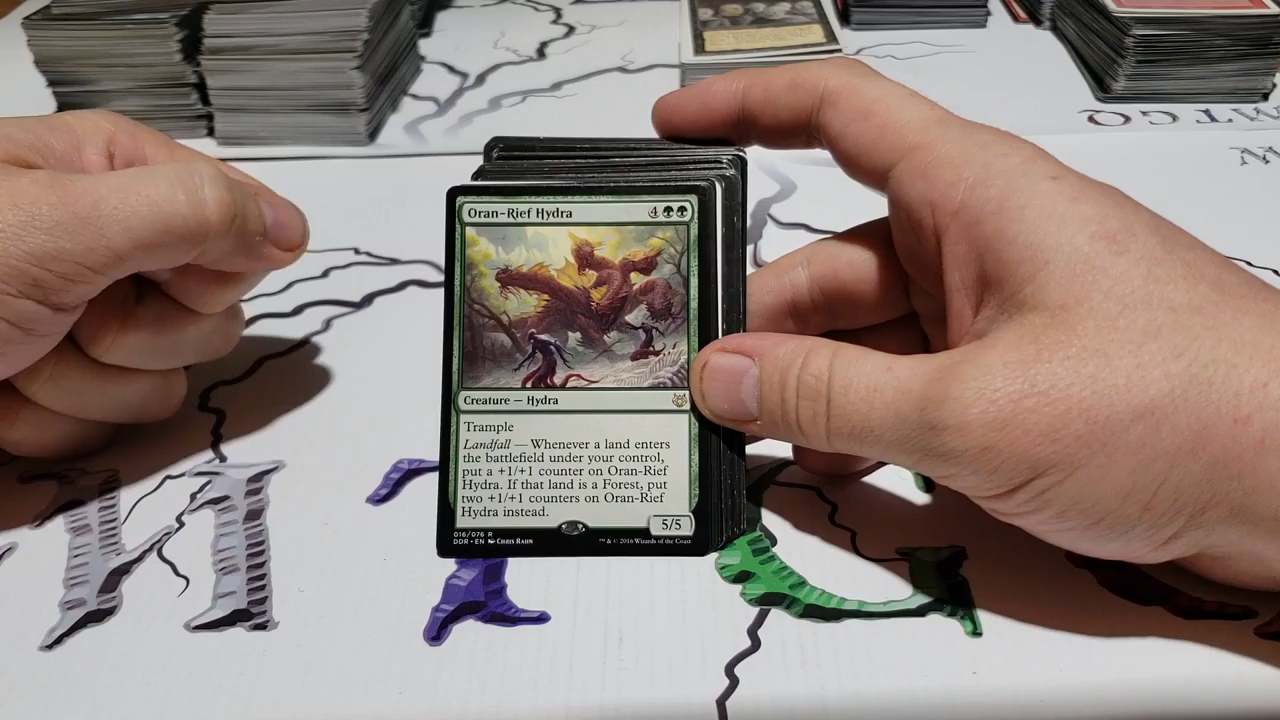 MTGQ
Oran-Rief Hydra 4
Creature — Hydra
Trample
Landfall — Whenever a land enters
the battlefield under your control,
put a +1/+1 counter on Oran-Rief
Hydra. If that land is a Forest, put
two +1/+1 counters on Oran-Rief
Hydra instead.
5/5
016/076 R
DDR • EN Chris Rahn
™ & © 2016 Wizards of the Coast